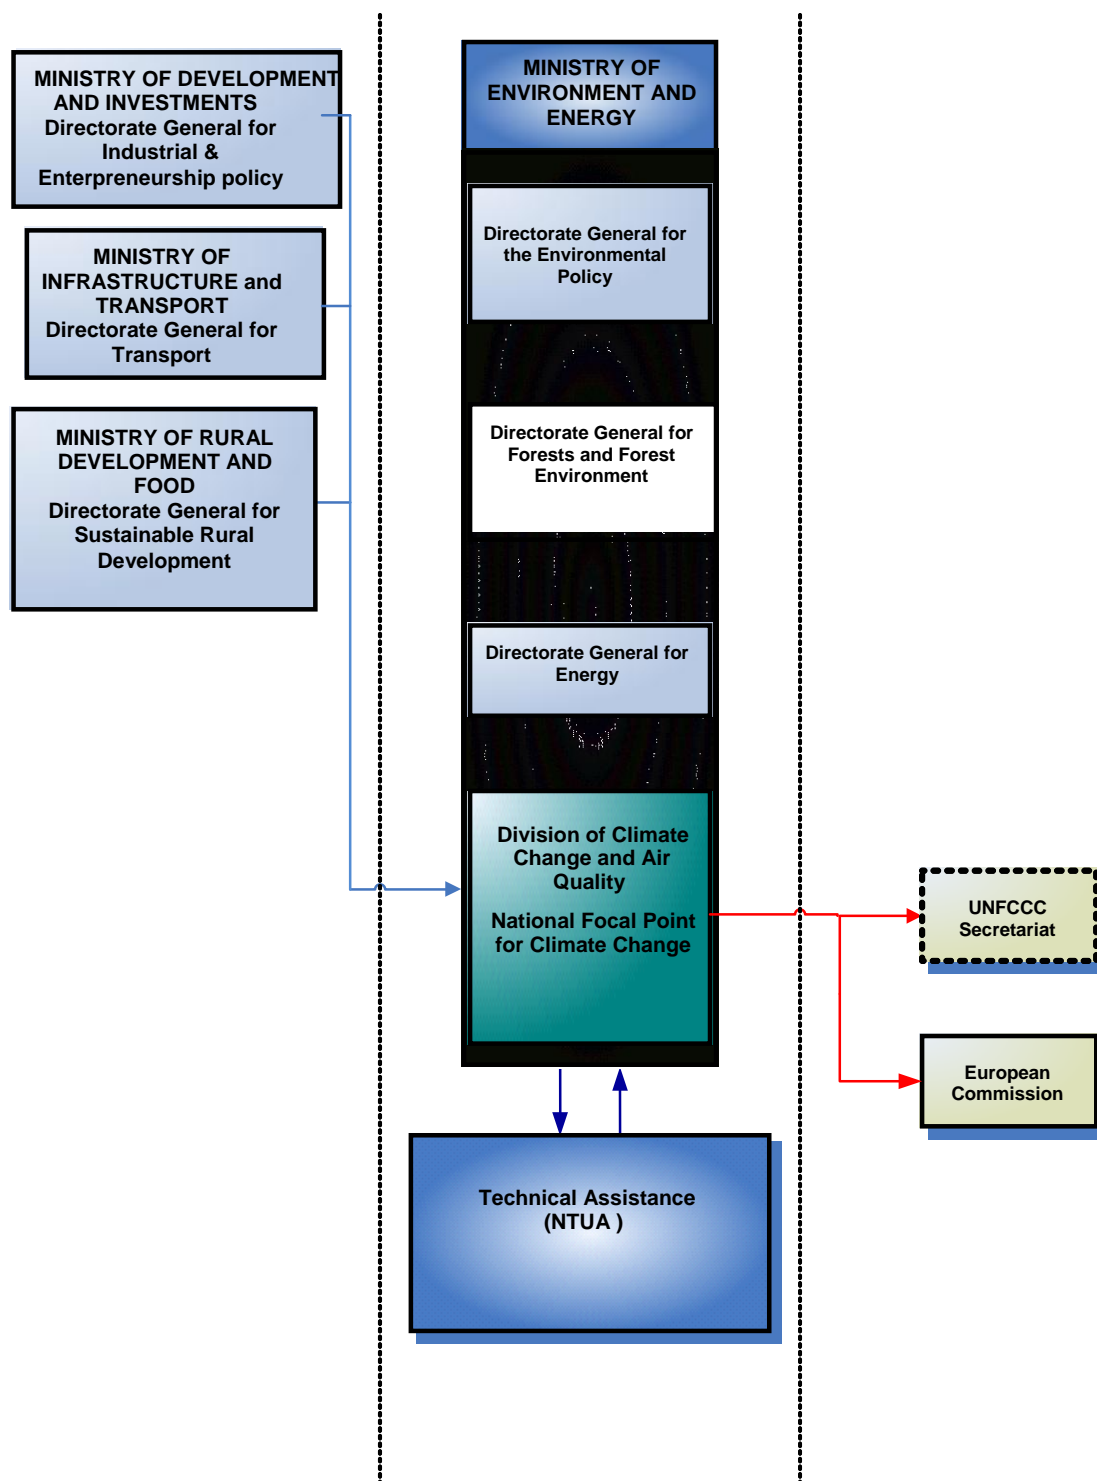 MINISTRY OF DEVELOPMENT
AND INVESTMENTS
Directorate General for
Industrial &
Enterpreneurship policy
MINISTRY OF
INFRASTRUCTURE and
TRANSPORT
Directorate General for
Transport
MINISTRY OF RURAL
DEVELOPMENT AND
FOOD
Directorate General for
Sustainable Rural
Development
MINISTRY OF
ENVIRONMENT AND
ENERGY
Directorate General for
the Environmental
Policy
Directorate General for
Forests and Forest
Environment
Directorate General for
Energy
Division of Climate
Change and Air
Quality
National Focal Point
for Climate Change
Technical Assistance
(NTUA )
UNFCCC
Secretariat
European
Commission